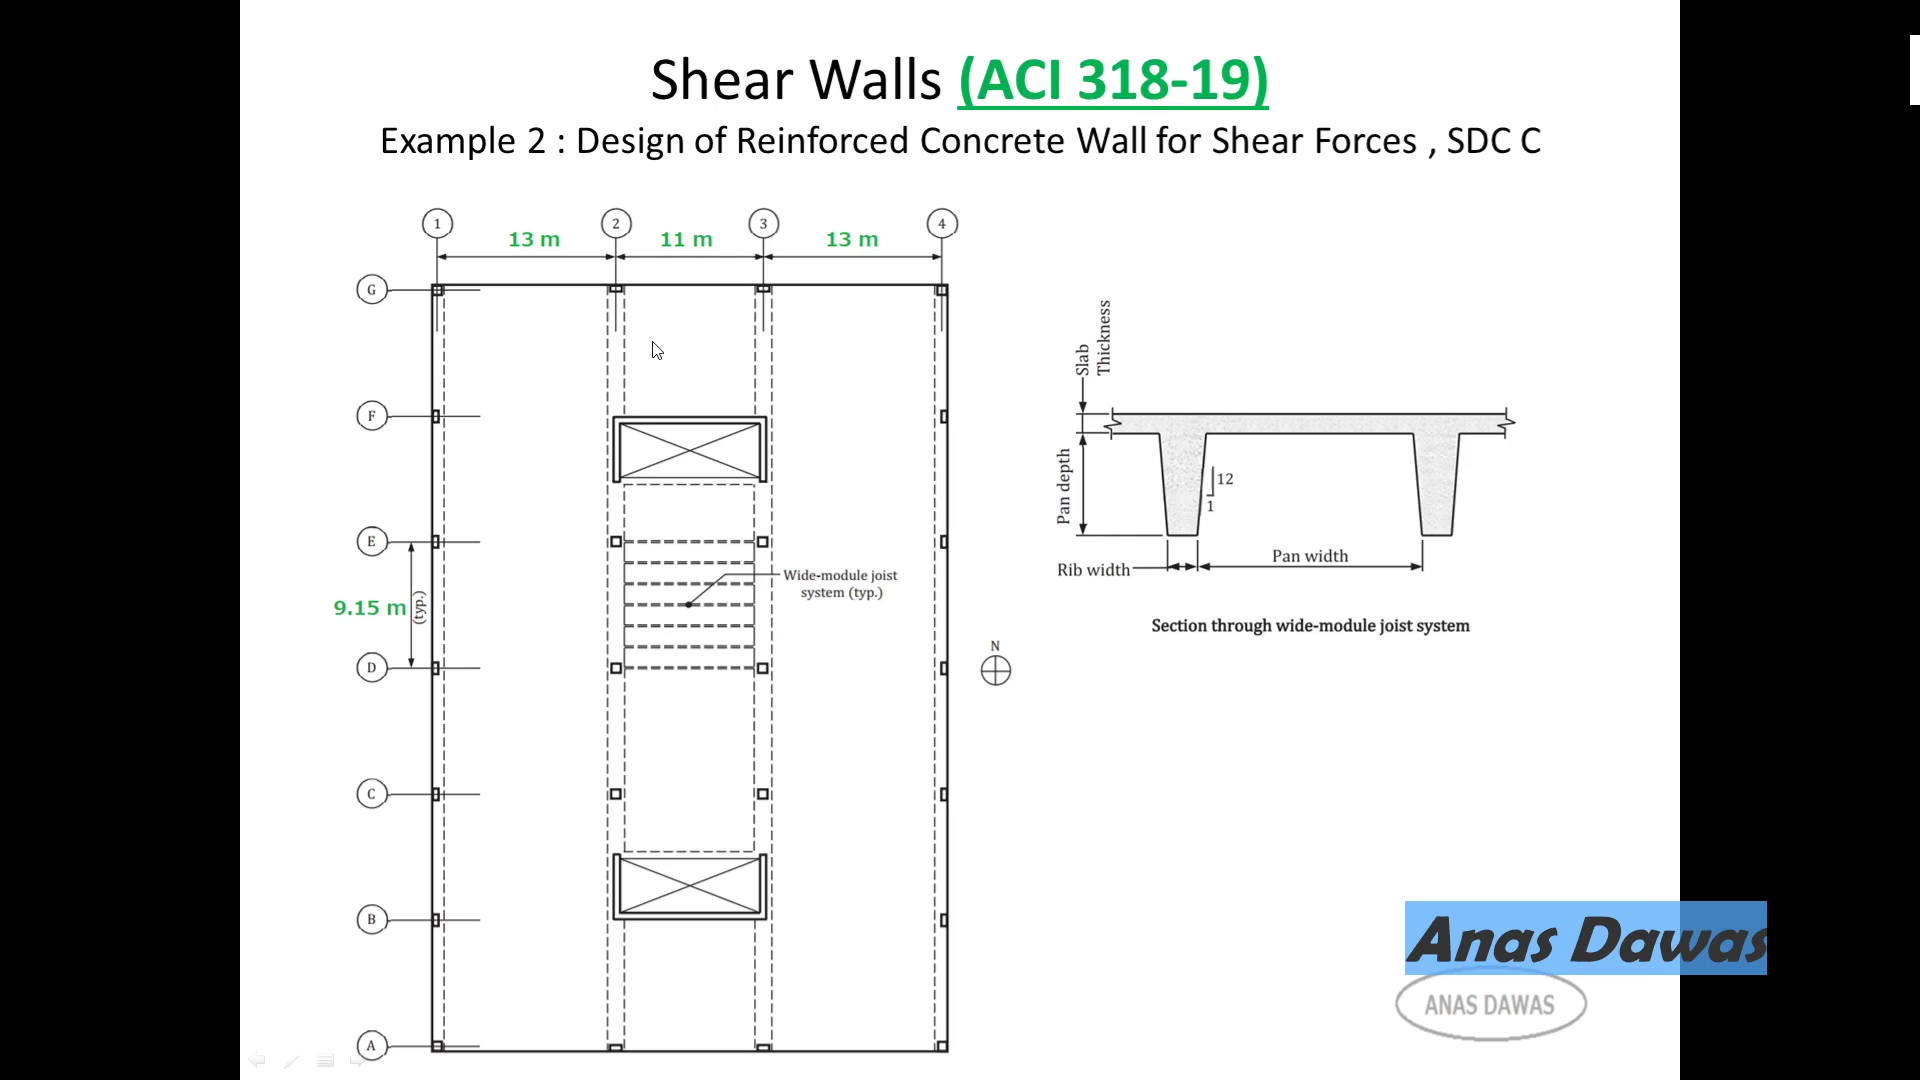 Shear Walls (ACI 318-19)
Example 2 : Design of Reinforced Concrete Wall for Shear Forces , SDC C
1
2
3
4
13 m
11 m
13 m
G
F
E
9.15 m
(typ.)
D
C
B
A
Wide-module joist
system (typ.)
N
Slab
Thickness
Pan depth
12
1
Rib width
Pan width
Section through wide-module joist system
Anas Dawas
ANAS DAWAS